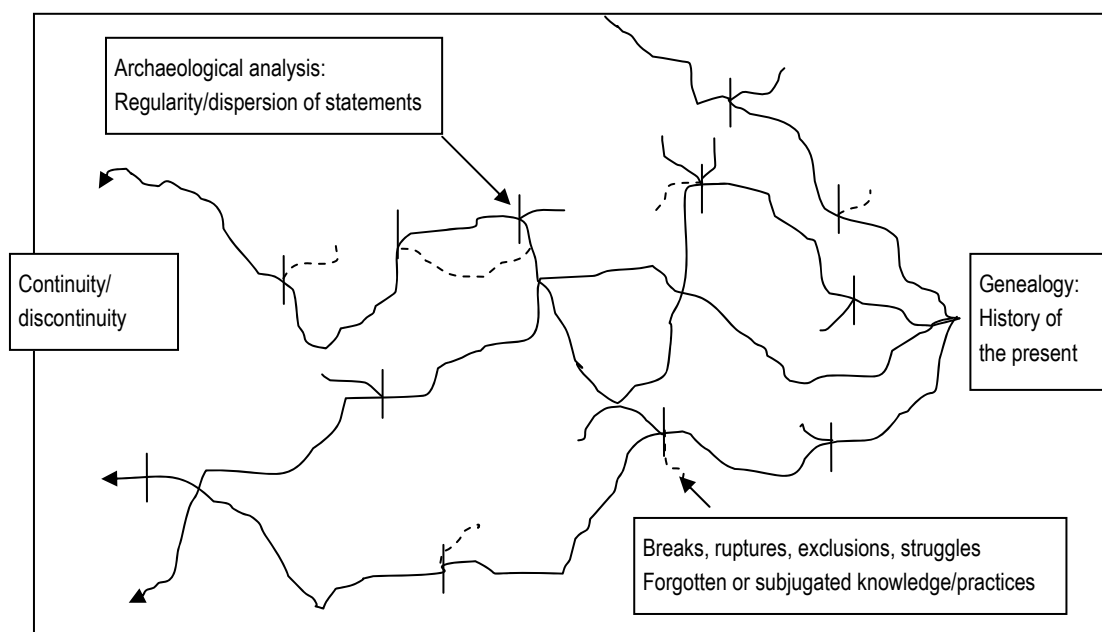 Archaeological analysis:
Regularity/dispersion of statements
Continuity/
discontinuity
Genealogy:
History of
the present
Breaks, ruptures, exclusions, struggles
Forgotten or subjugated knowledge/practices